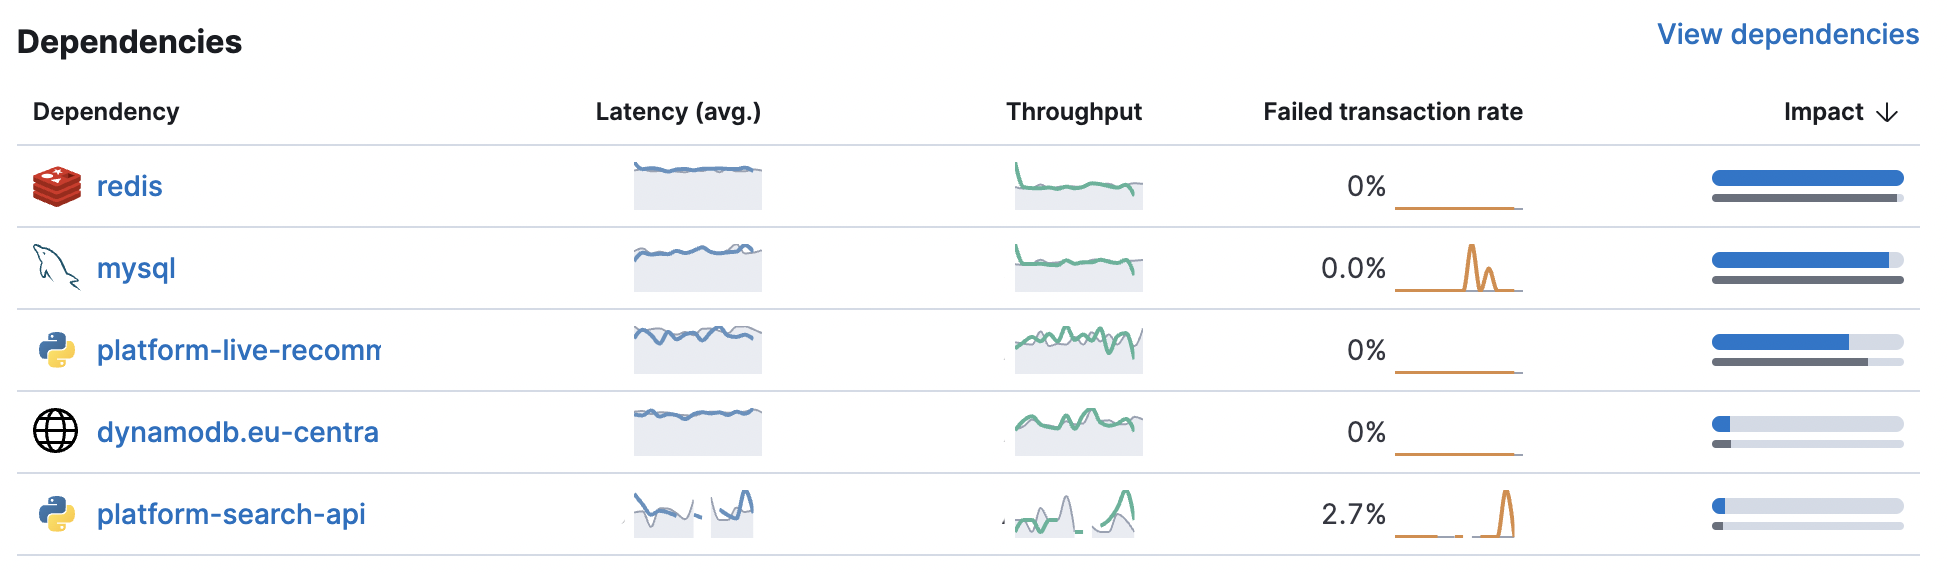 Dependencies
View dependencies
Dependency Latency (avg.) Throughput Failed transaction rate Impact ↓
redis 0%
mysql 0.0%
platform-live-recomm 0%
dynamodb.eu-centra 0%
platform-search-api 2.7%